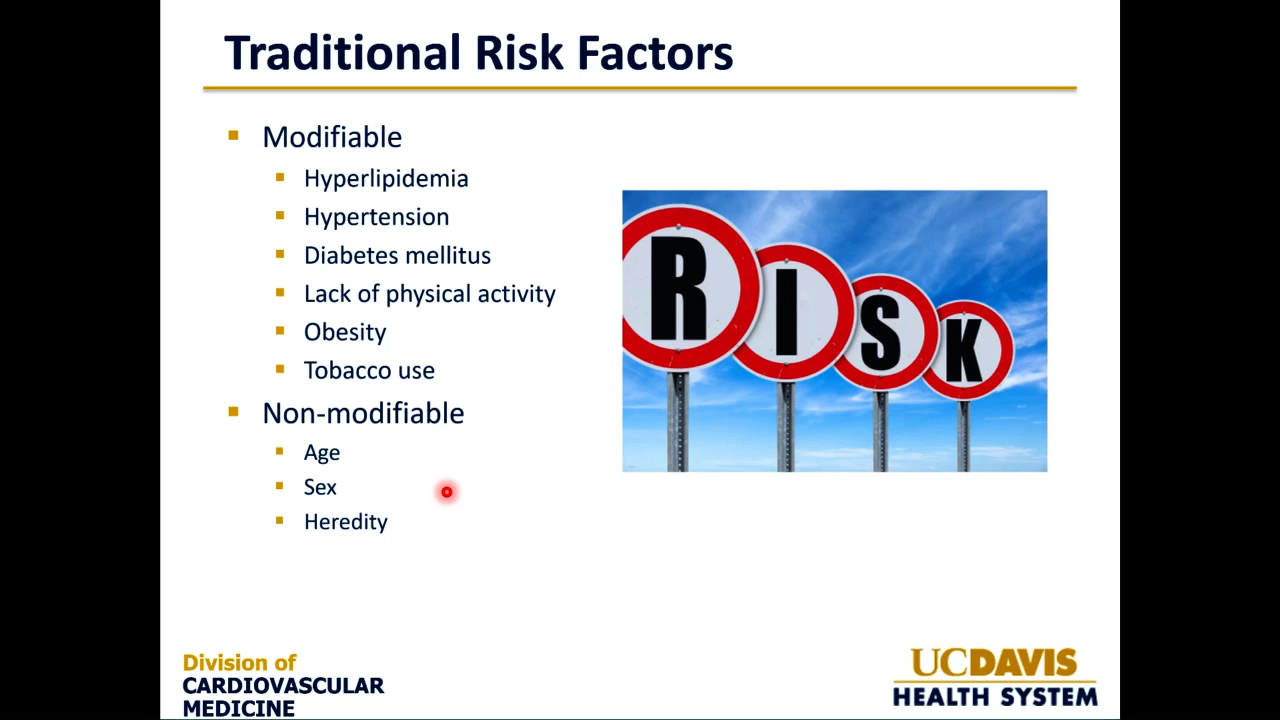 Traditional Risk Factors
Modifiable
Hyperlipidemia
Hypertension
Diabetes mellitus
Lack of physical activity
Obesity
Tobacco use
Non-modifiable
Age
Sex
Heredity
RISK
Division of
CARDIOVASCULAR
MEDICINE
UCDAVIS
HEALTH SYSTEM